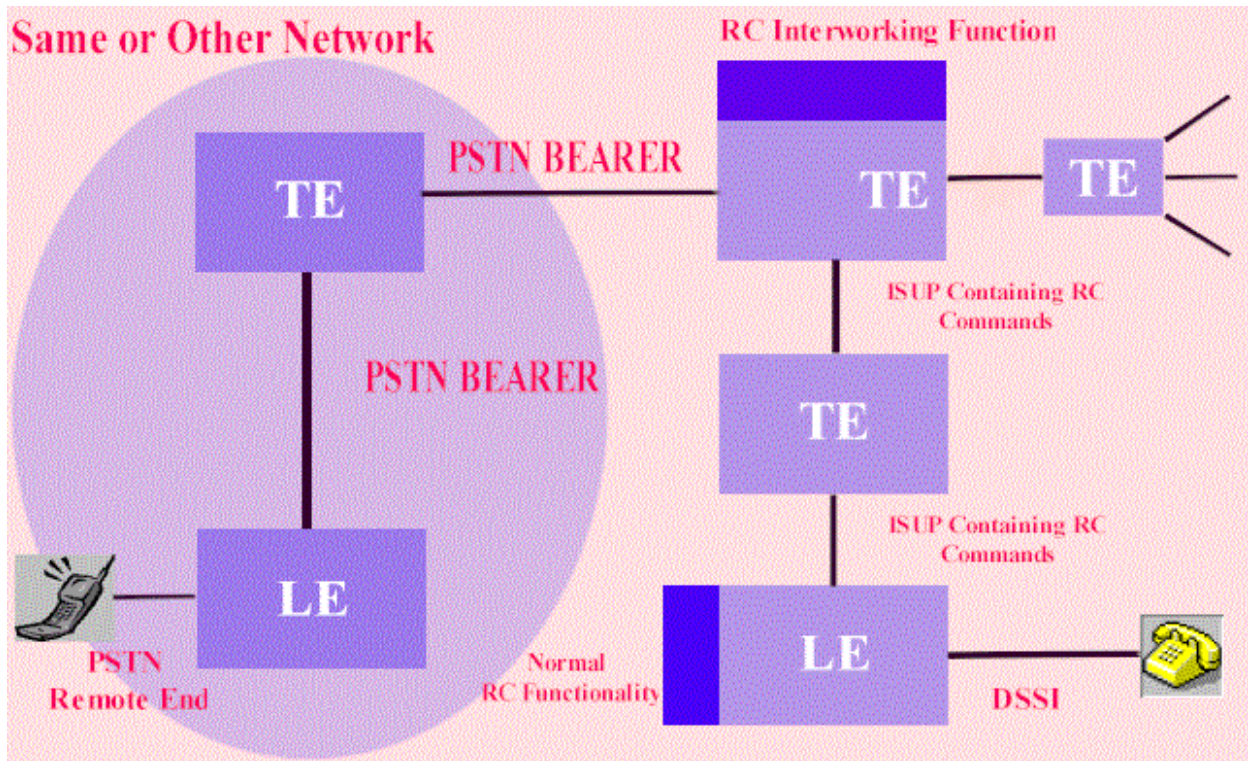 Same or Other Network
RC Interworking Function
TE
PSTN BEARER
TE
TE
ISUP Containing RC
Commands
PSTN BEARER
TE
ISUP Containing RC
Commands
LE
PSTN
Remote End
Normal
RC Functionality
LE
DSSI